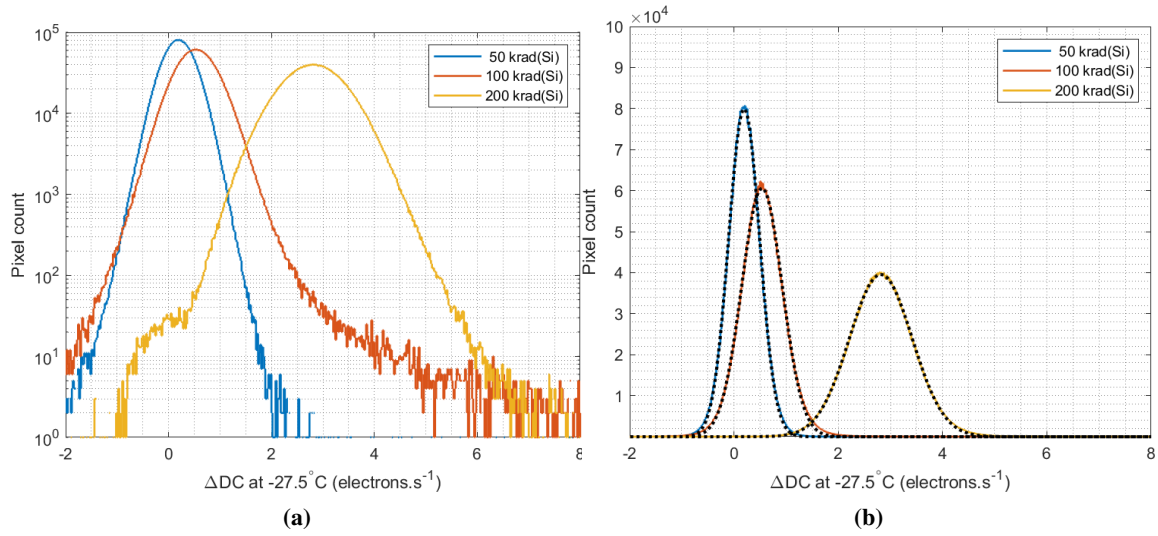 10^5
10^4
10^3
10^2
10^1
10^0
Pixel count
50 krad(Si)
100 krad(Si)
200 krad(Si)
-2 0 2 4 6 8
ΔDC at -27.5°C (electrons.s^-1)
(a)
×10^4
10
9
8
7
6
5
4
3
2
1
Pixel count
50 krad(Si)
100 krad(Si)
200 krad(Si)
-2 0 2 4 6 8
ΔDC at -27.5°C (electrons.s^-1)
(b)